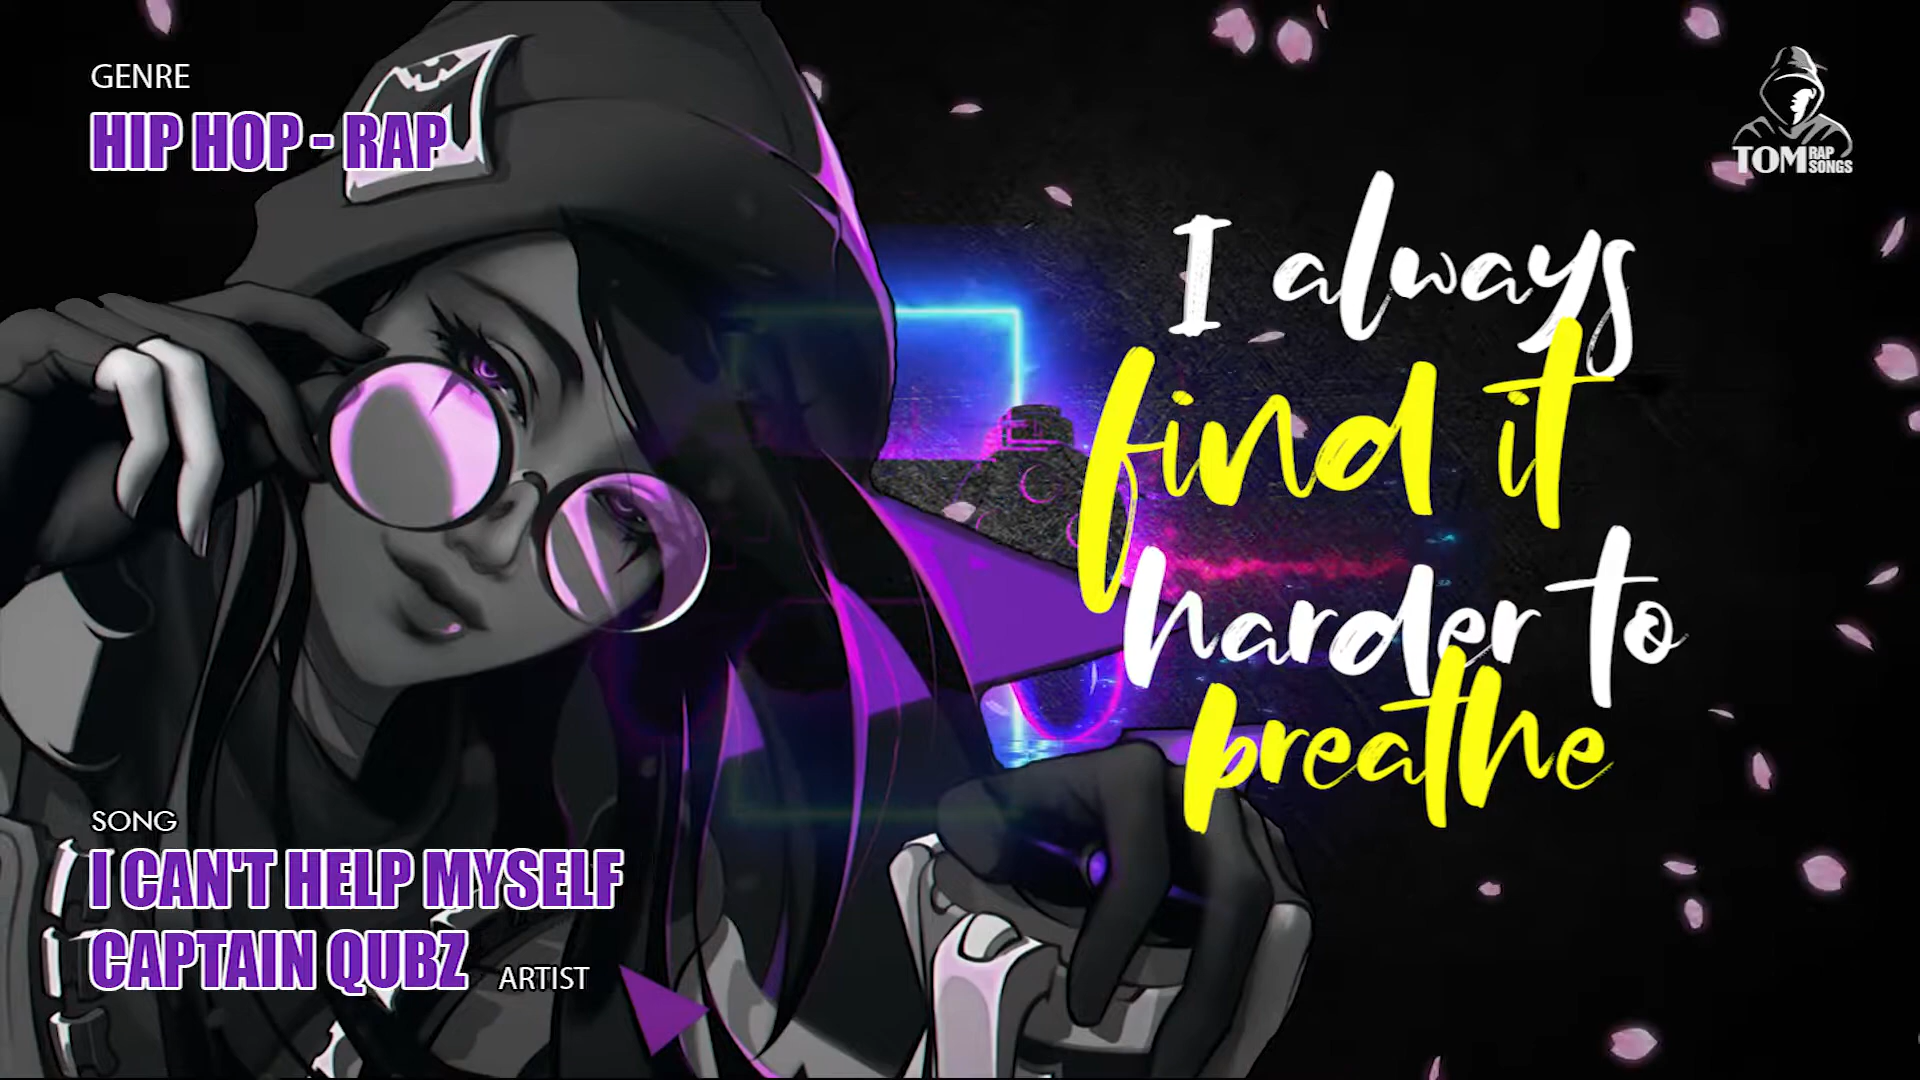 GENRE
HIP HOP - RAP
TOM RAP SONGS
I always
find it
harder to
breathe
SONG
I CAN'T HELP MYSELF
CAPTAIN QUBZ ARTIST